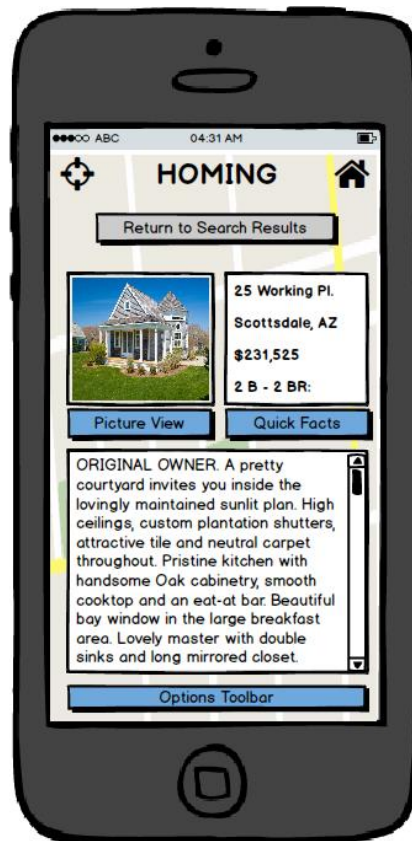 ABC 04:31 AM
HOMING
Return to Search Results
25 Working Pl.
Scottsdale, AZ
$231,525
2 B - 2 BR:
Picture View
Quick Facts
ORIGINAL OWNER. A pretty
courtyard invites you inside the
lovingly maintained sunlit plan. High
ceilings, custom plantation shutters,
attractive tile and neutral carpet
throughout. Pristine kitchen with
handsome Oak cabinetry, smooth
cooktop and an eat-at bar. Beautiful
bay window in the large breakfast
area. Lovely master with double
sinks and long mirrored closet.
Options Toolbar